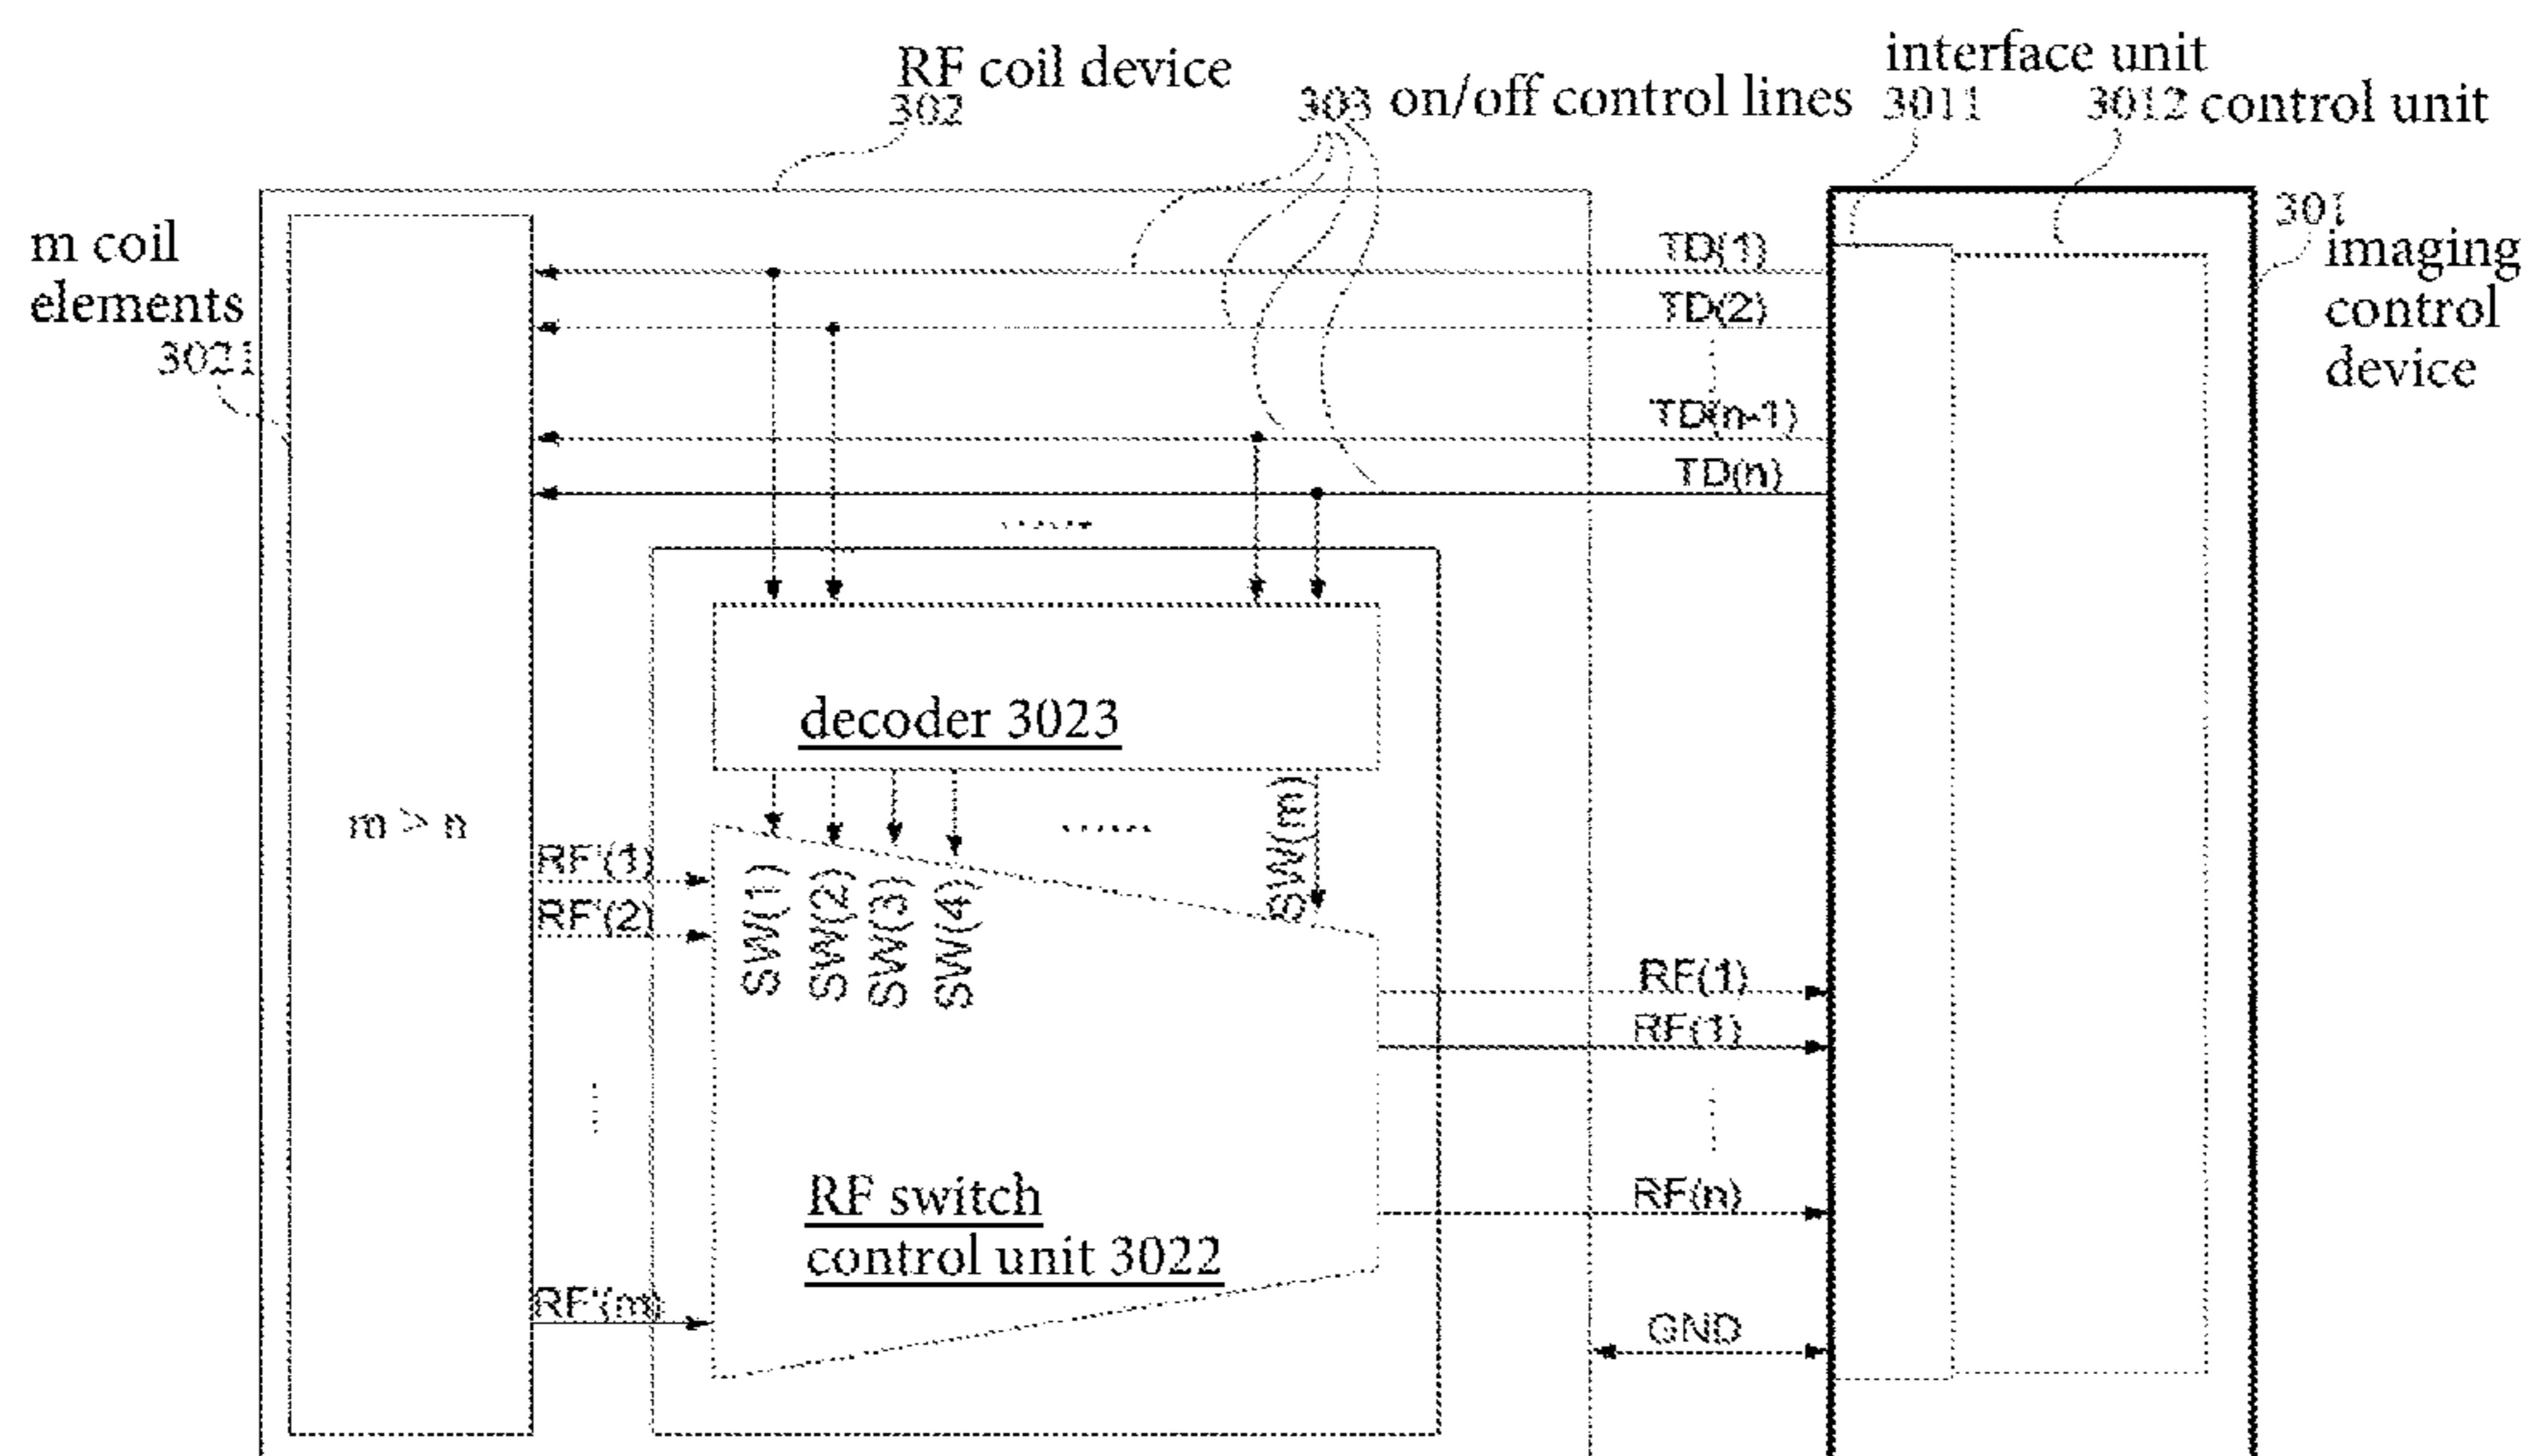 RF coil device
302
303 on/off control lines
interface unit
3011
3012 control unit
301
imaging
control
device
m coil
elements
3021
TD(1)
TD(2)
TD(n-1)
TD(n)
decoder 3023
m > n
SW(1)
SW(2)
SW(3)
SW(4)
SW(m)
RF'(1)
RF'(2)
RF'(m)
RF(1)
RF(1)
RF(n)
RF switch
control unit 3022
GND